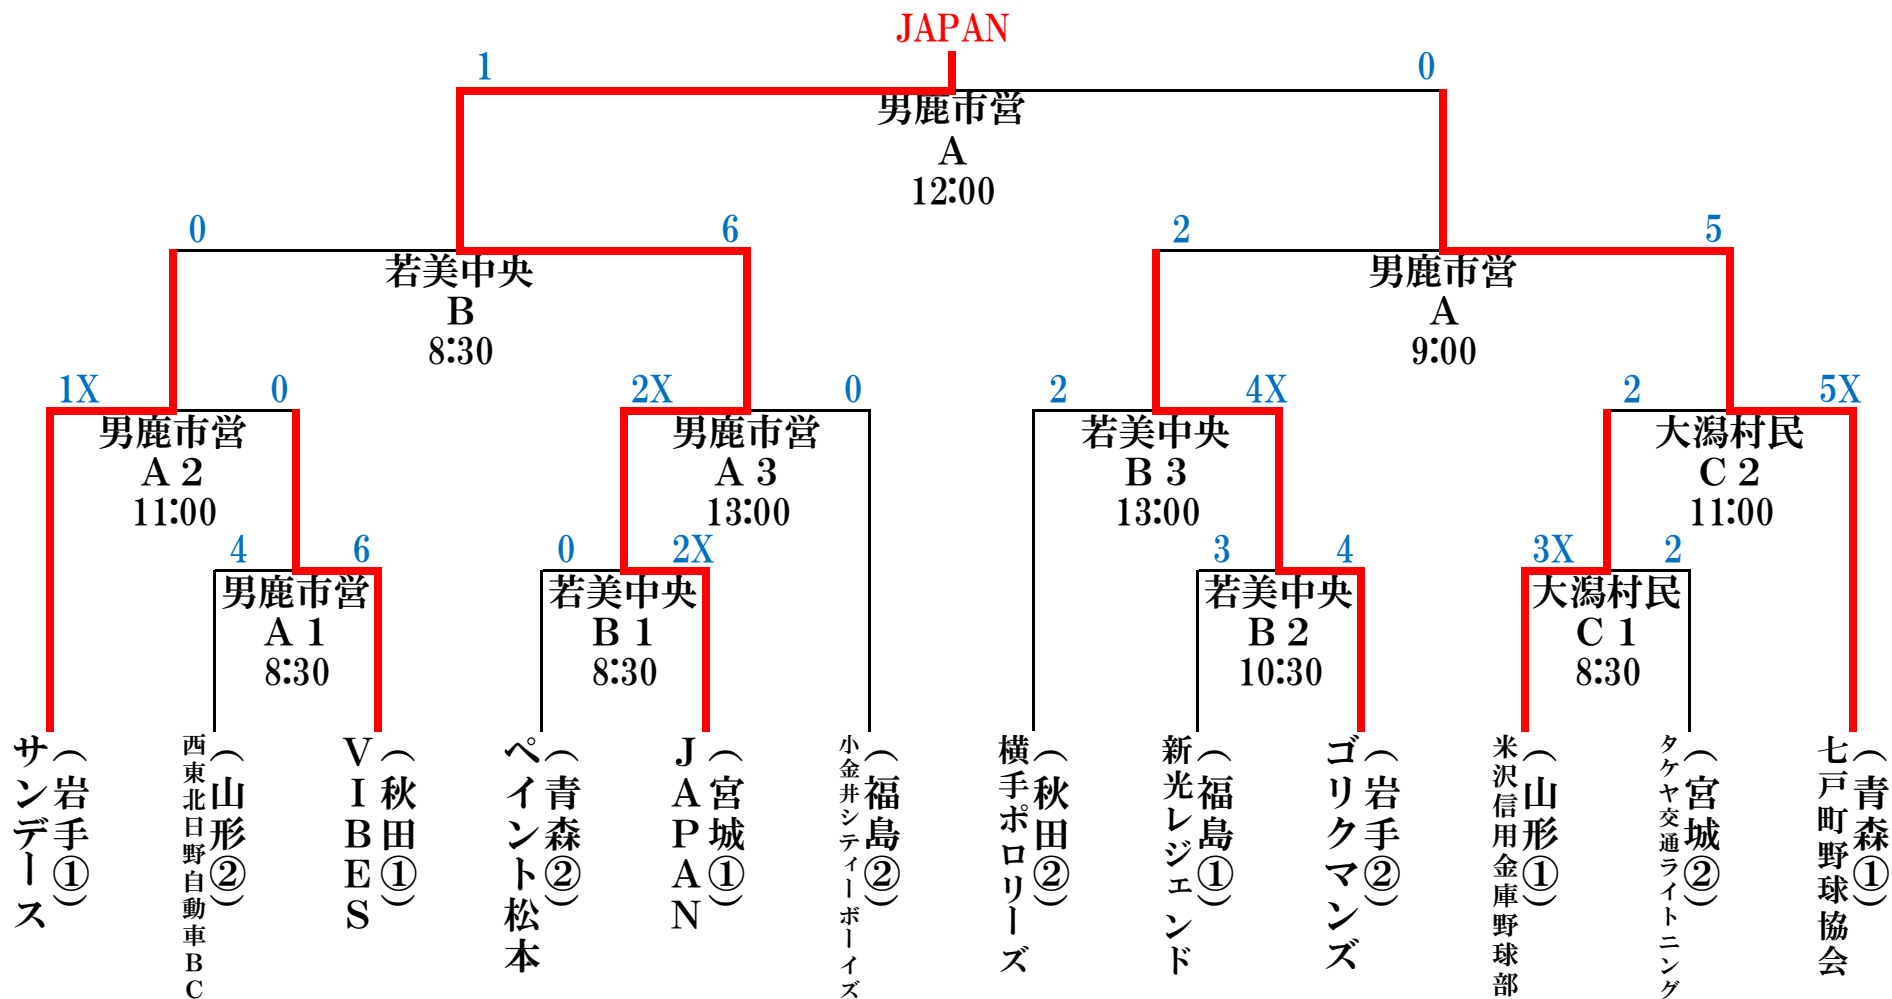 JAPAN
1
0
男鹿市営
A
12:00
0
6
2
5
若美中央
B
8:30
男鹿市営
A
9:00
1X
0
2X
0
2
4X
2
5X
男鹿市営
A 2
11:00
男鹿市営
A 3
13:00
若美中央
B 3
13:00
大潟村民
C 2
11:00
4
6
0
2X
3
4
3X
2
男鹿市営
A 1
8:30
若美中央
B 1
8:30
若美中央
B 2
10:30
大潟村民
C 1
8:30
(岩手①)
サンデース
(山形②)
西東北日野自動車BC
(秋田①)
VIBES
(青森②)
ペイント松本
(宮城①)
JAPAN
(福島②)
小金井シティーボーイズ
(秋田②)
横手ポロリーズ
(福島①)
新光レジェンド
(岩手②)
ゴリクマンズ
(山形①)
米沢信用金庫野球部
(宮城②)
タケヤ交通ライトニング
(青森①)
七戸町野球協会